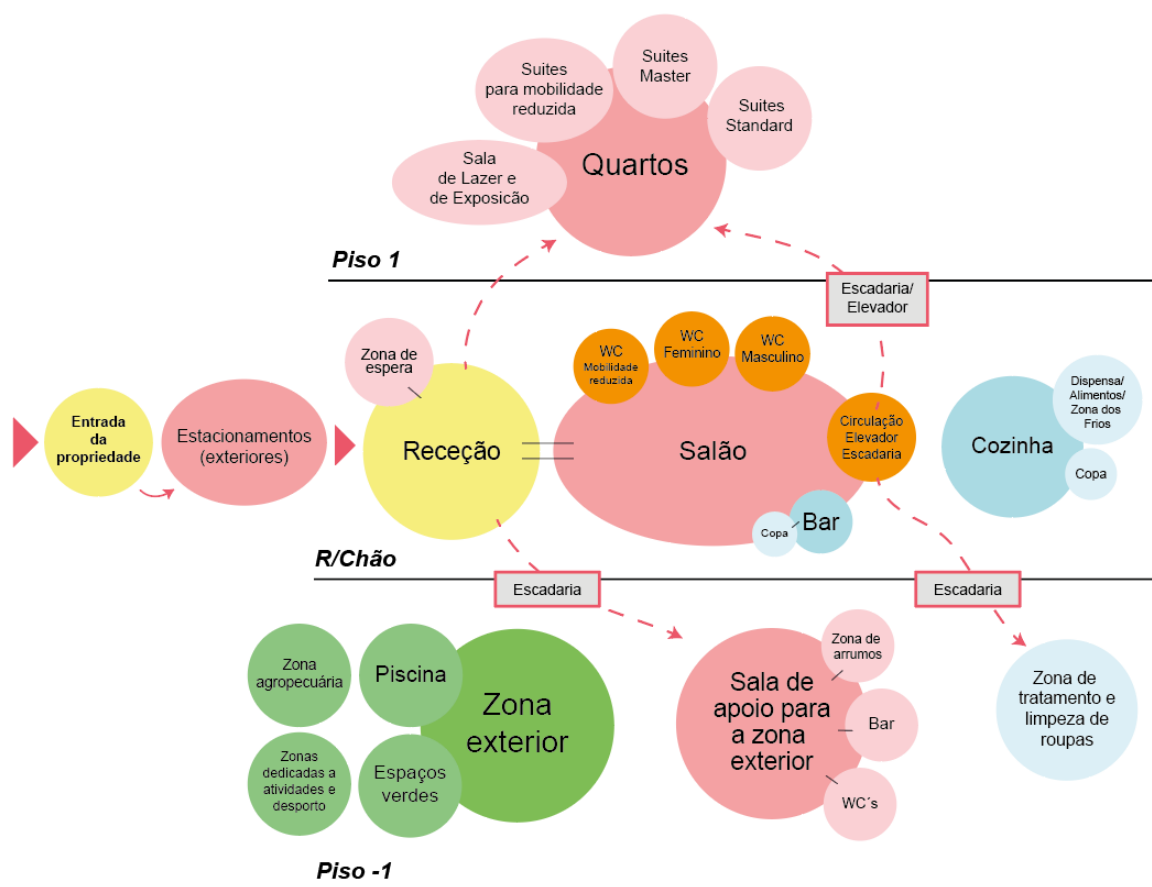 Suites
para mobilidade
reduzida
Suites
Master
Suites
Standard
Sala
de Lazer e
de Exposicão
Quartos
Piso 1
Escadaria/
Elevador
Zona de
espera
WC
Mobilidade
reduzida
WC
Feminino
WC
Masculino
Entrada
da
propriedade
Estacionamentos
(exteriores)
Receção
Salão
Circulação
Elevador
Escadaria
Cozinha
Dispensa/
Alimentos/
Zona dos
Frios
Copa
Copa
Bar
R/Chão
Escadaria
Escadaria
Zona
agropecuária
Piscina
Zona
exterior
Zonas
dedicadas a
atividades e
desporto
Espaços
verdes
Sala de
apoio para
a zona
exterior
Zona de
arrumos
Bar
WC´s
Zona de
tratamento e
limpeza de
roupas
Piso -1